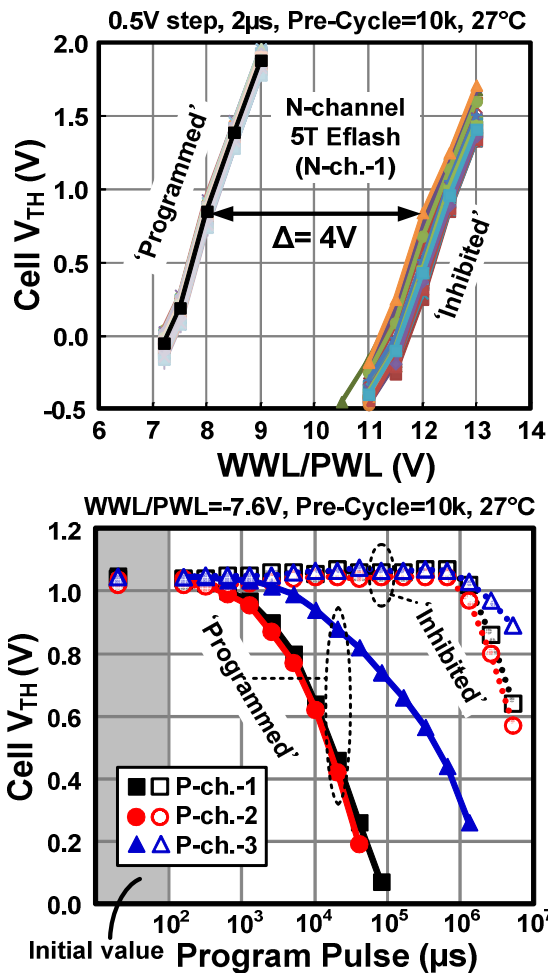 0.5V step, 2μs, Pre-Cycle=10k, 27°C
Cell VTH (V)
2.0
1.5
1.0
0.5
0.0
-0.5
'Programmed'
N-channel
5T Eflash
(N-ch.-1)
Δ= 4V
'Inhibited'
6 7 8 9 10 11 12 13 14
WWL/PWL (V)
WWL/PWL=-7.6V, Pre-Cycle=10k, 27°C
Cell VTH (V)
1.2
1.0
0.8
0.6
0.4
0.2
0.0
'Programmed'
'Inhibited'
P-ch.-1
P-ch.-2
P-ch.-3
10² 10³ 10⁴ 10⁵ 10⁶ 10⁷
Initial value
Program Pulse (μs)